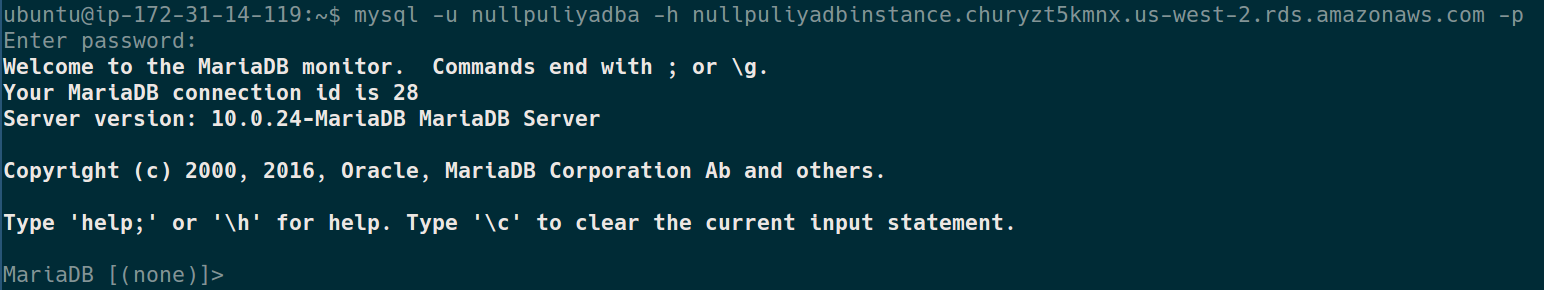 ubuntu@ip-172-31-14-119:~$ mysql -u nullpuliyadba -h nullpuliyadbinstance.churyzt5kmnx.us-west-2.rds.amazonaws.com -p
Enter password:
Welcome to the MariaDB monitor.  Commands end with ; or \g.
Your MariaDB connection id is 28
Server version: 10.0.24-MariaDB MariaDB Server
Copyright (c) 2000, 2016, Oracle, MariaDB Corporation Ab and others.
Type 'help;' or '\h' for help. Type '\c' to clear the current input statement.
MariaDB [(none)]>